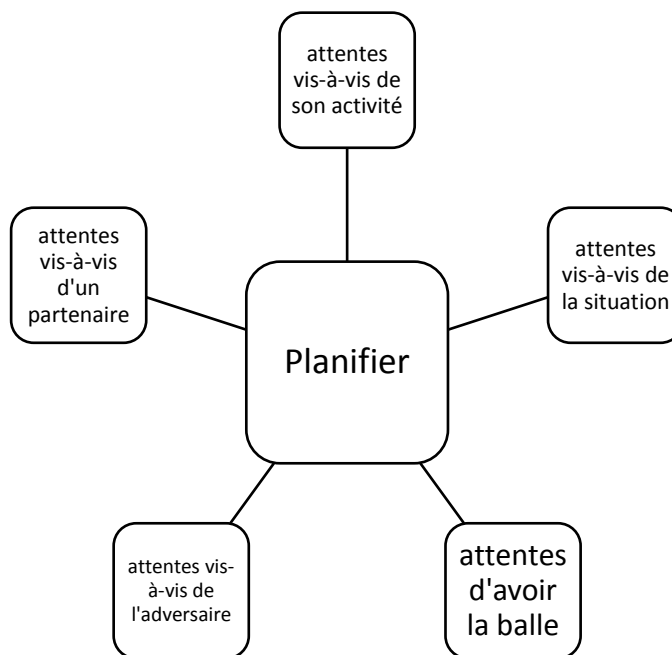 attentes
vis-à-vis de
son activité
attentes
vis-à-vis
d'un
partenaire
attentes
vis-à-vis de
la situation
Planifier
attentes vis-
à-vis de
l'adversaire
attentes
d'avoir
la balle